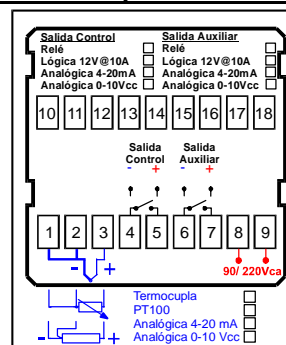 Salida Control Salida Auxiliar
Relé Relé
Lógica 12V@10A Lógica 12V@10A
Analógica 4-20mA Analógica 4-20mA
Analógica 0-10Vcc Analógica 0-10Vcc
10 11 12 13 14 15 16 17 18
Salida Salida
Control Auxiliar
- + - +
1 2 3 4 5 6 7 8 9
- +
90/ 220Vca
Termocupla
PT100
Analógica 4-20 mA
- + Analógica 0-10 Vcc